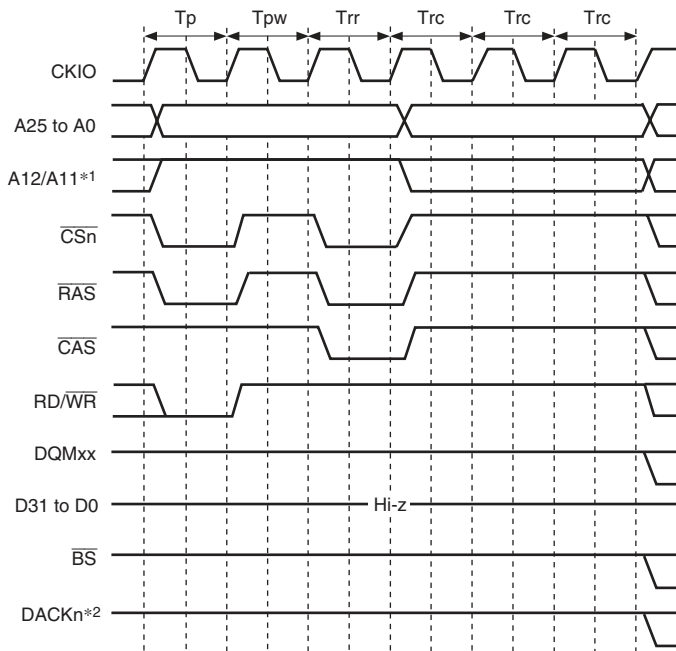 Tp Tpw Trr Trc Trc Trc
CKIO
A25 to A0
A12/A11*1
CSn
RAS
CAS
RD/WR
DQMxx
D31 to D0
Hi-z
BS
DACKn*2